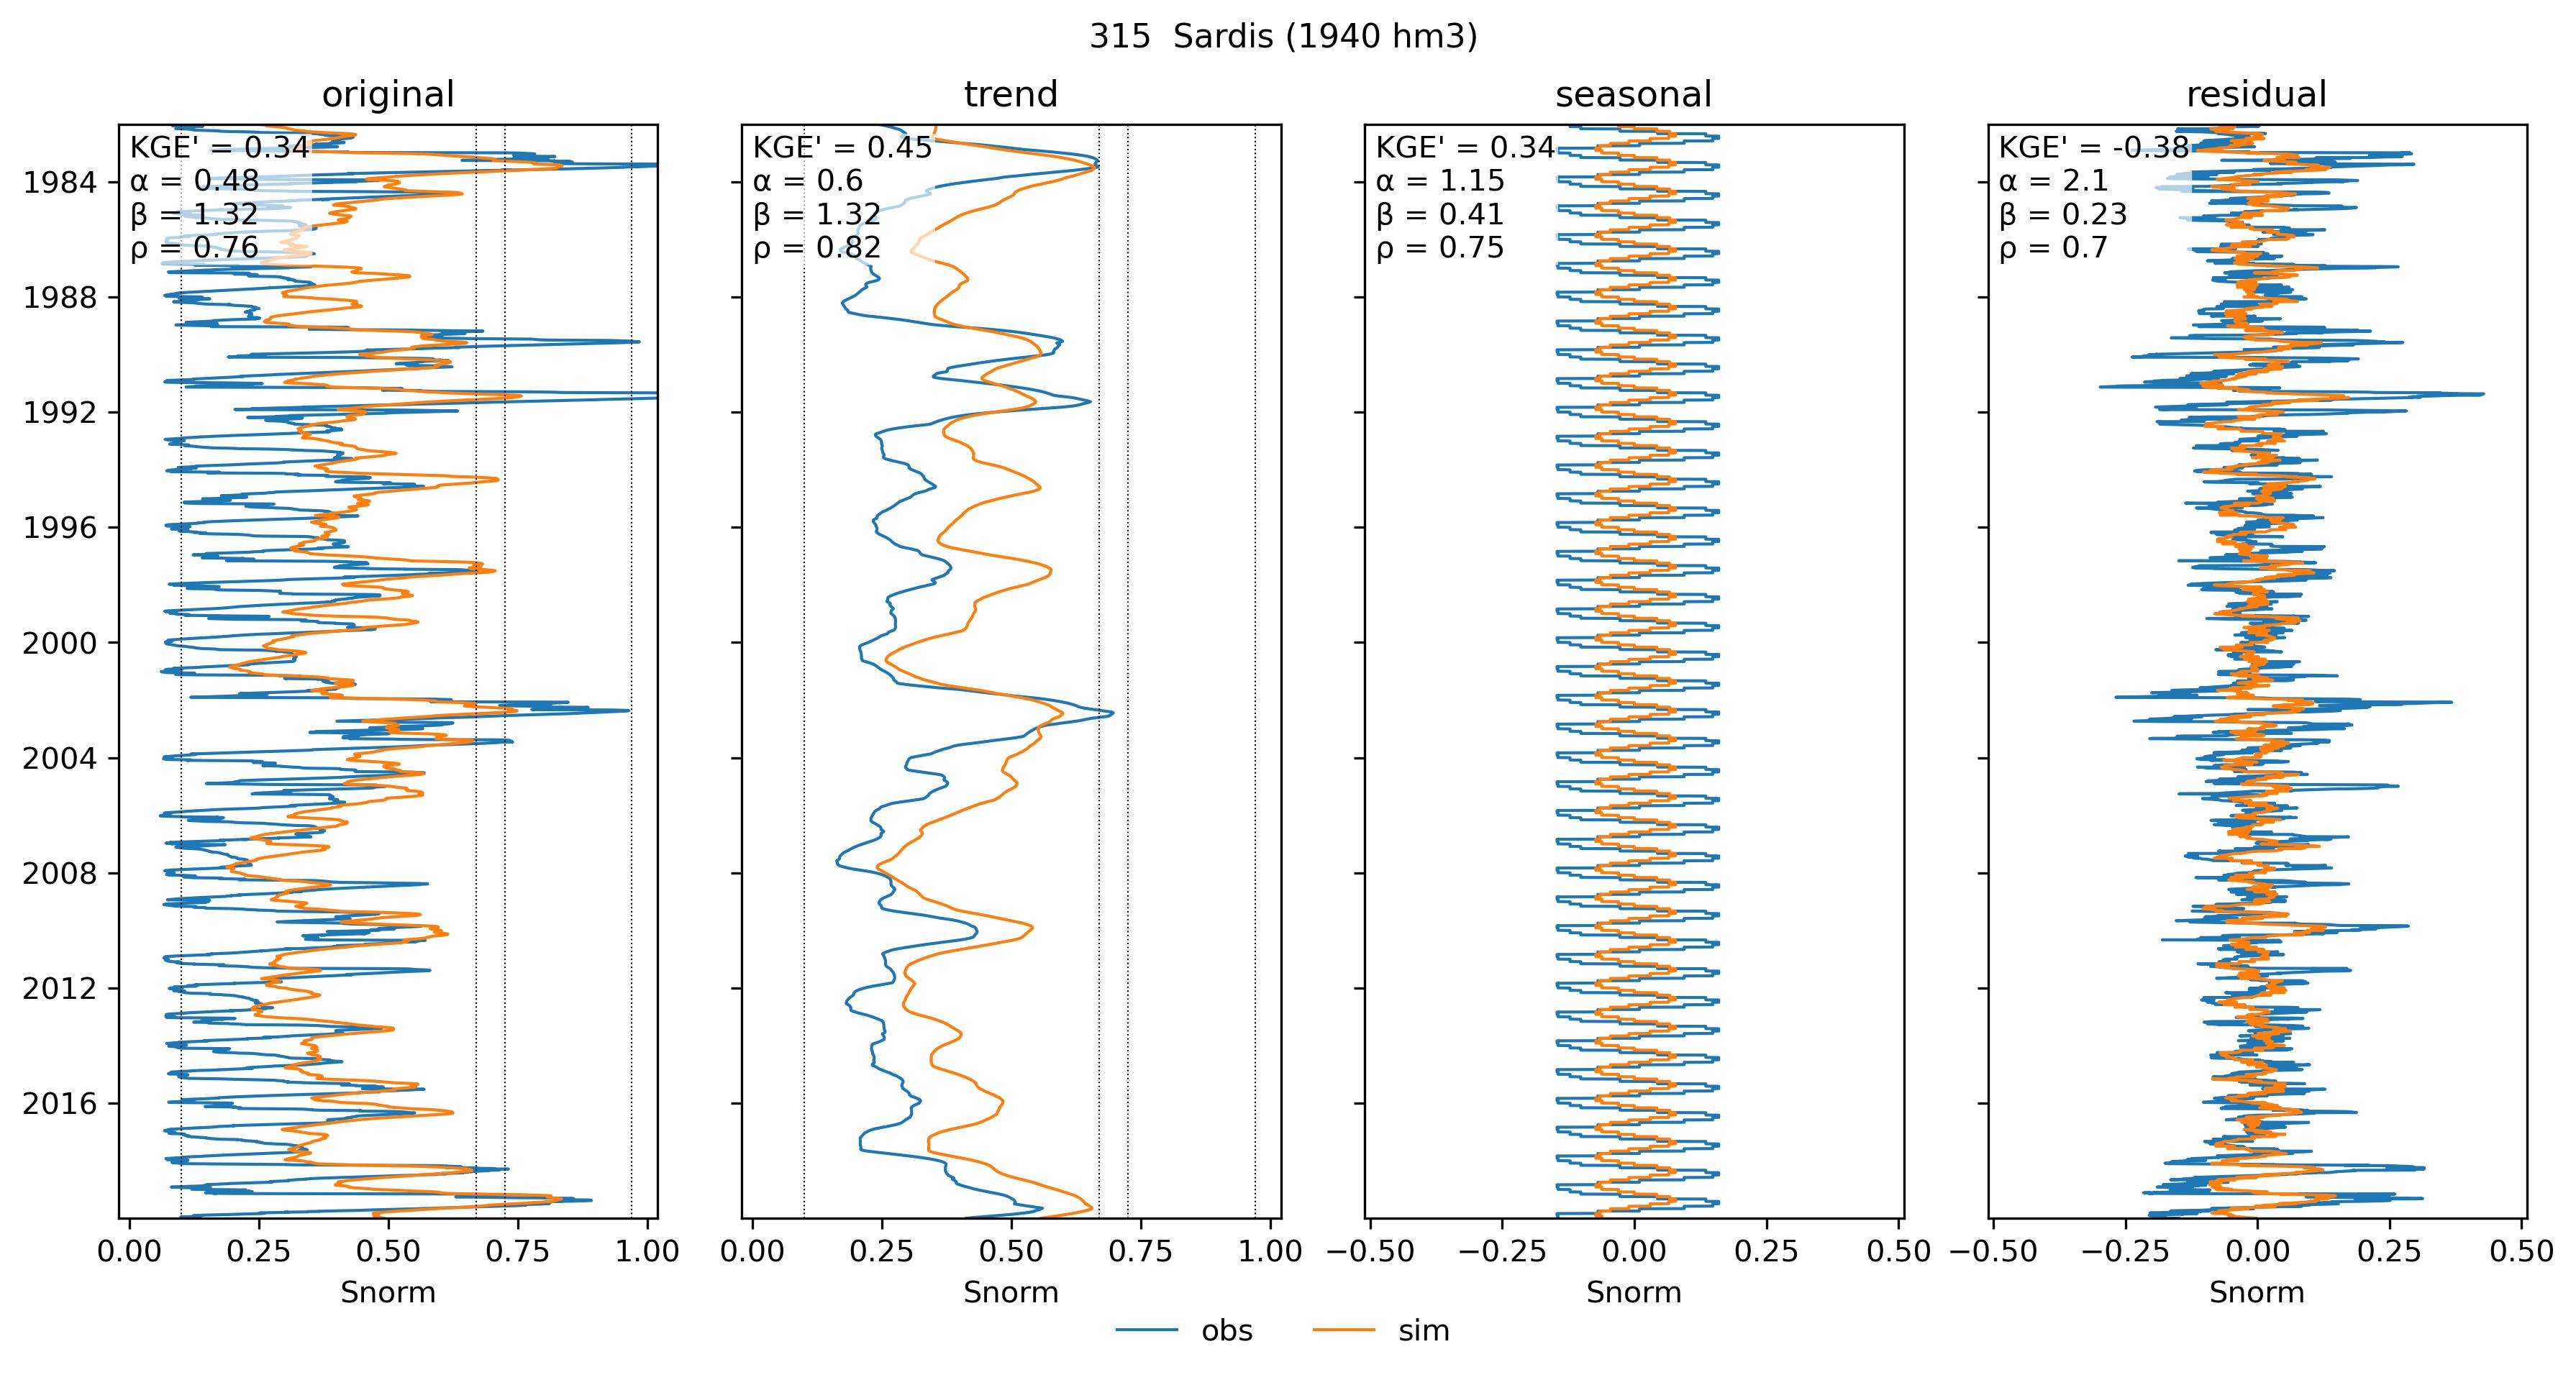 315  Sardis (1940 hm3)
original
KGE' = 0.34
α = 0.48
β = 1.32
ρ = 0.76
1984
1988
1992
1996
2000
2004
2008
2012
2016
0.00 0.25 0.50 0.75 1.00
Snorm
trend
KGE' = 0.45
α = 0.6
β = 1.32
ρ = 0.82
0.00 0.25 0.50 0.75 1.00
Snorm
seasonal
KGE' = 0.34
α = 1.15
β = 0.41
ρ = 0.75
−0.50 −0.25 0.00 0.25 0.50
Snorm
residual
KGE' = -0.38
α = 2.1
β = 0.23
ρ = 0.7
−0.50 −0.25 0.00 0.25 0.50
Snorm
obs sim